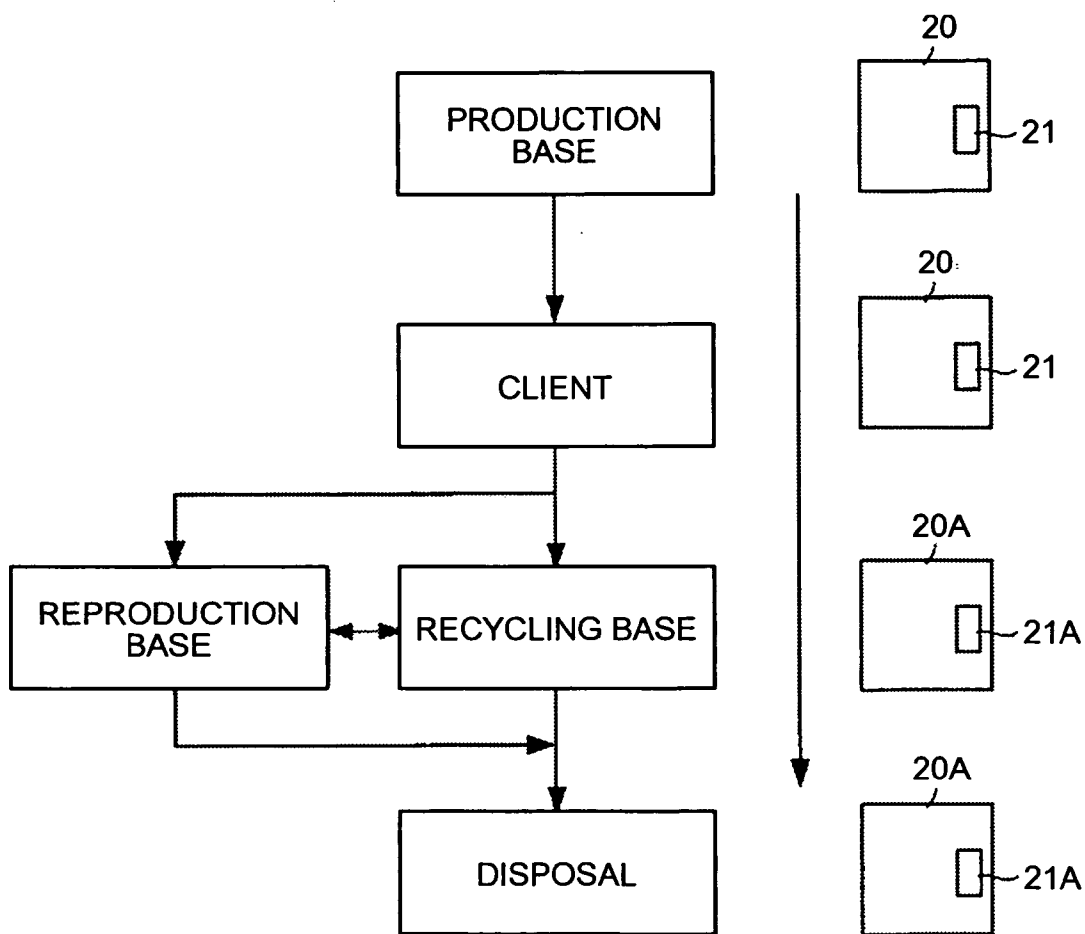 20
PRODUCTION
BASE
21
20
CLIENT
21
20A
REPRODUCTION
BASE
RECYCLING BASE
21A
20A
DISPOSAL
21A